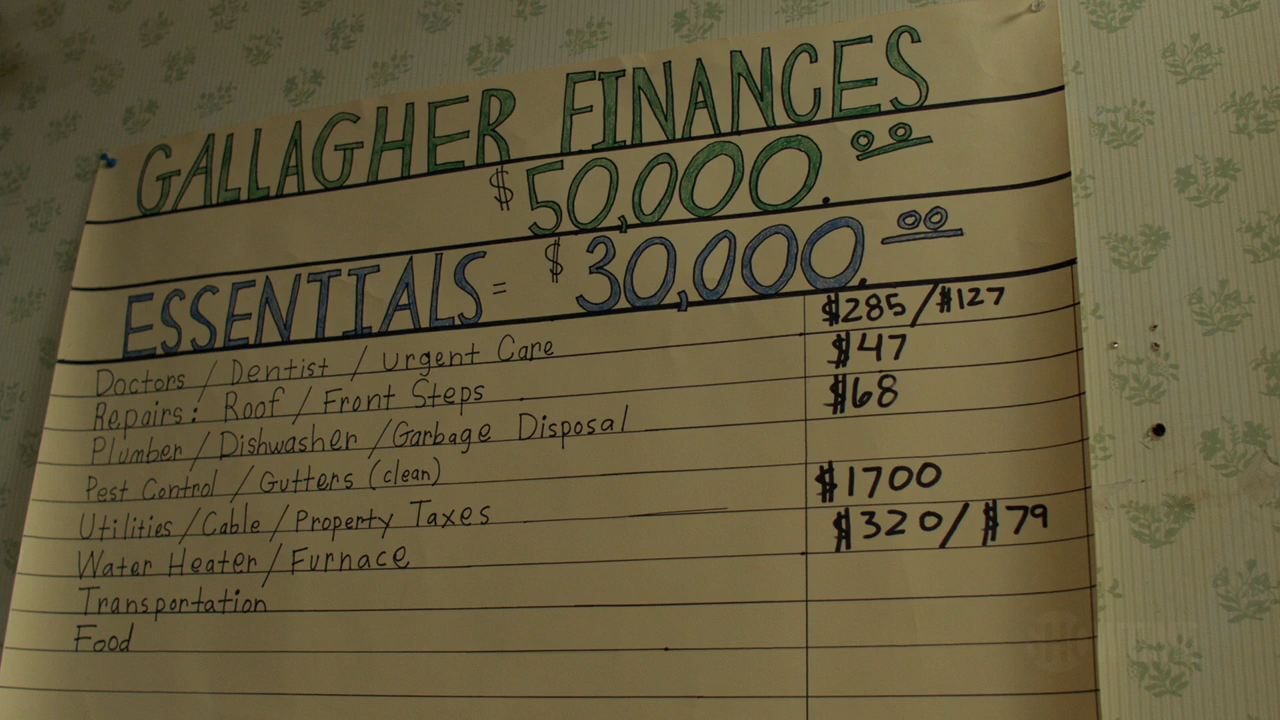 GALLAGHER FINANCES
$50,000.00
ESSENTIALS = $30,000.00
Doctors / Dentist / Urgent Care $285/$127
Repairs: Roof / Front Steps $47
Plumber / Dishwasher / Garbage Disposal $68
Pest Control / Gutters (clean)
Utilities / Cable / Property Taxes $1700
Water Heater / Furnace $320/$79
Transportation
Food